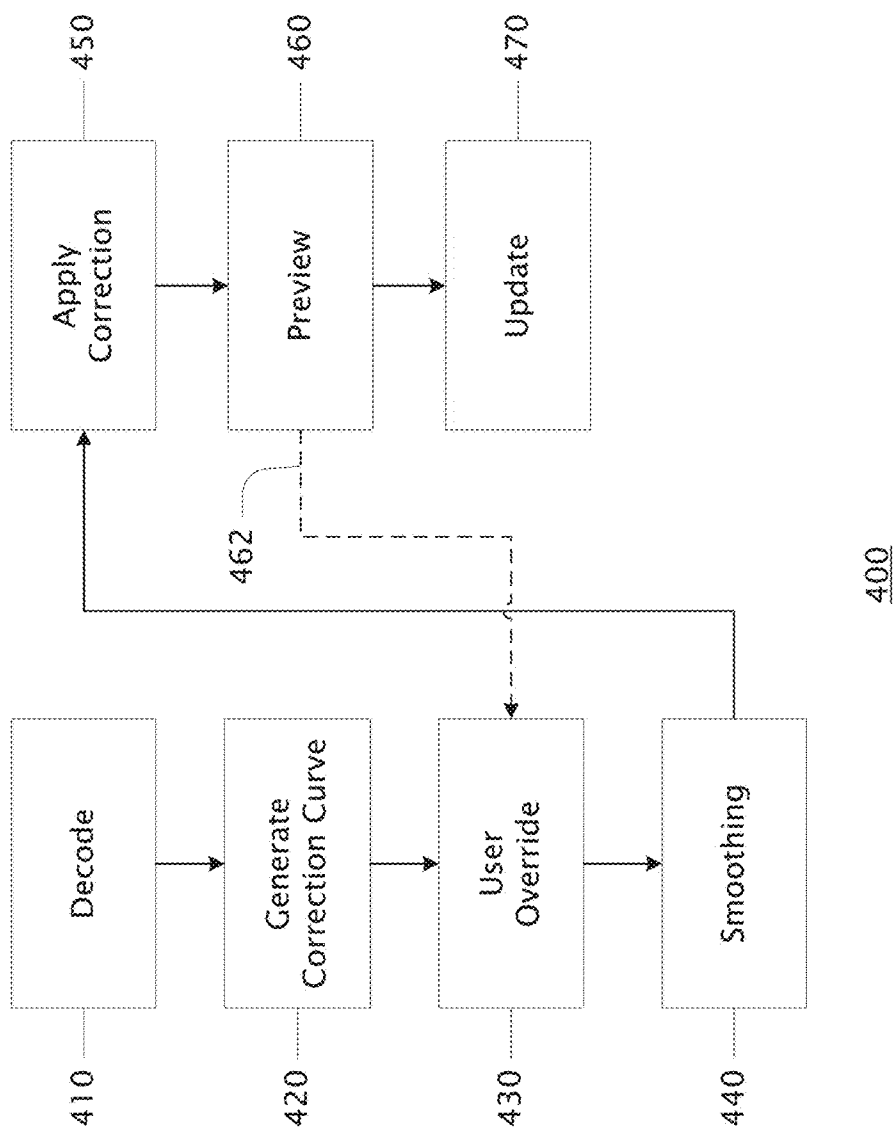 410
Decode
420
Generate
Correction Curve
430
User
Override
440
Smoothing
450
Apply
Correction
460
Preview
462
470
Update
400